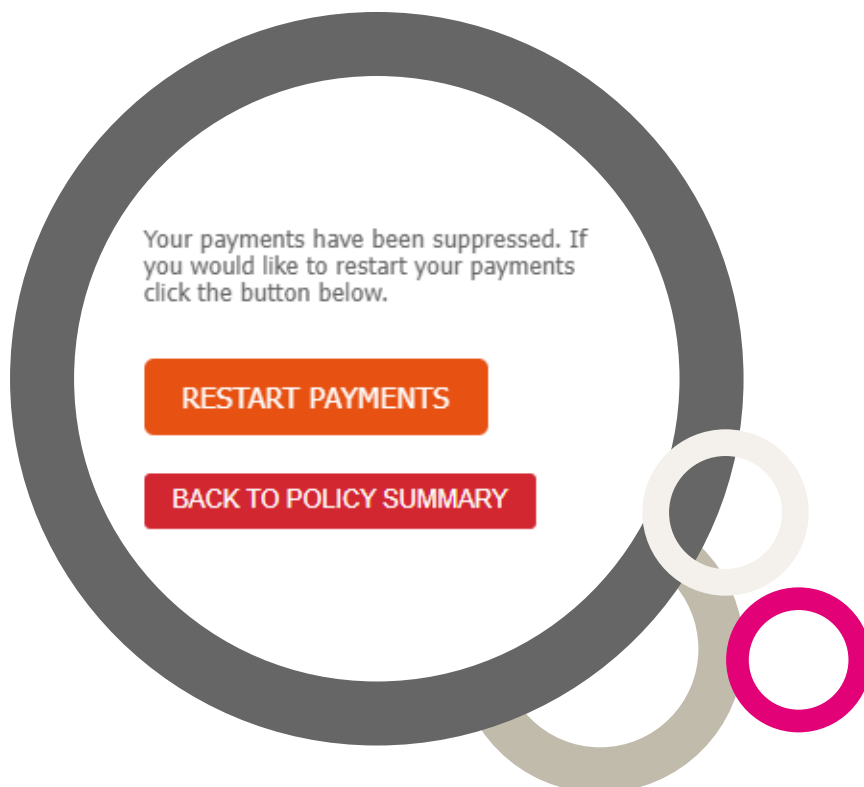 Your payments have been suppressed. If
you would like to restart your payments
click the button below.
RESTART PAYMENTS
BACK TO POLICY SUMMARY